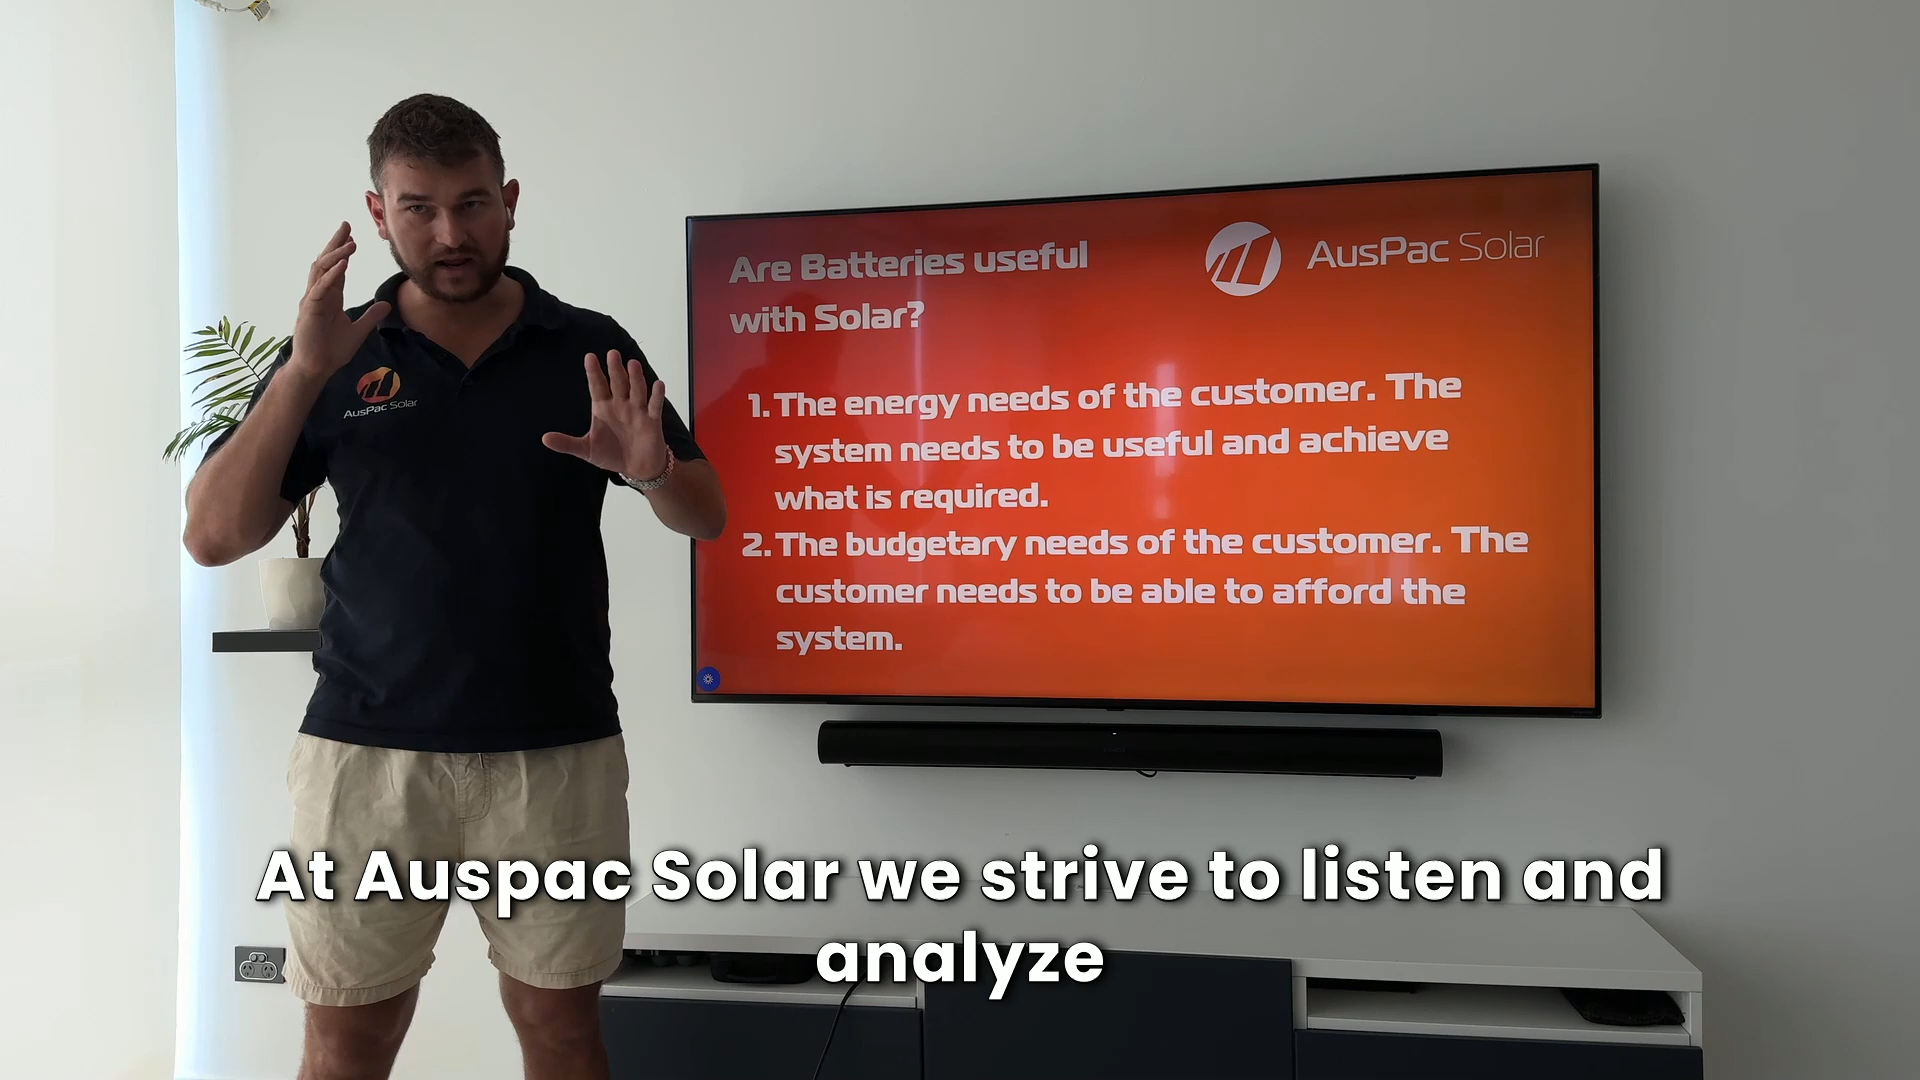 Are Batteries useful
with Solar?
AusPac Solar
1. The energy needs of the customer. The
system needs to be useful and achieve
what is required.
2. The budgetary needs of the customer. The
customer needs to be able to afford the
system.
AusPac Solar
At Auspac Solar we strive to listen and
analyze